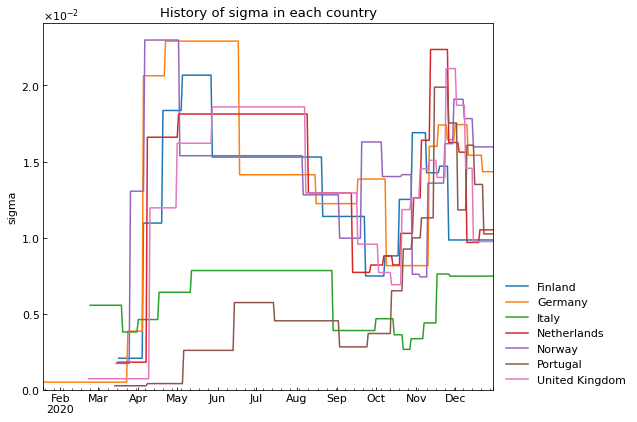 History of sigma in each country
×10⁻²
2.0
1.5
1.0
0.5
0.0
sigma
Feb Mar Apr May Jun Jul Aug Sep Oct Nov Dec
2020
Finland
Germany
Italy
Netherlands
Norway
Portugal
United Kingdom